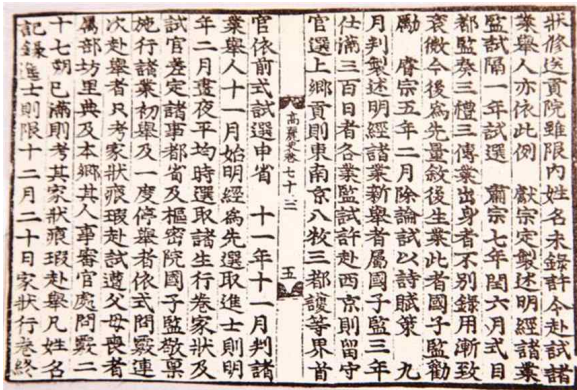 狀修送貢院雖限內姓名未錄許令赴試諸
業擧人亦依此例　獻宗定製述明經諸業
監試隔一年試選　肅宗七年閏六月式目
都監奏三禮三傳業出身者不別錄用漸致
衰微今後爲先量敍後生業此者國子監勸
勵　睿宗五年二月除論試以詩賦策　九
月判製述明經諸業新擧者屬國子監三年
仕滿三百日者各業監試許赴西京則留守
官選上鄕貢則東南京八牧三都護等界首
高麗史卷七十三　五
官依前式試選申省　十一年十一月判諸
業擧人十一月始明經爲先選取進士則明
年二月晝夜平均時選取諸生行卷家狀及
試官差定諸事都省及樞密院國子監敬稟
施行諸業初擧及一度停擧者依式問覈連
次赴擧者只考家狀痕瑕赴試遭父母喪者
屬部坊里典及本鄕其人事審官處問覈二
十七朔已滿則考其家狀痕瑕赴擧凡姓名
記錄進士則限十二月二十日家狀行卷終